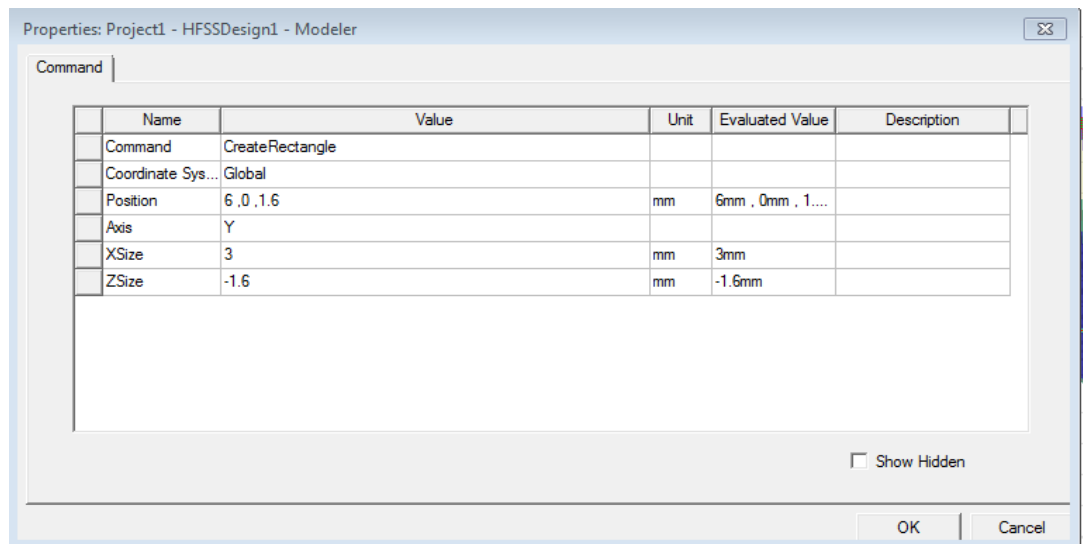 Properties: Project1 - HFSSDesign1 - Modeler
Command
Name Value Unit Evaluated Value Description
Command CreateRectangle
Coordinate Sys... Global
Position 6 ,0 ,1.6 mm 6mm , 0mm , 1....
Axis Y
XSize 3 mm 3mm
ZSize -1.6 mm -1.6mm
Show Hidden
OK Cancel